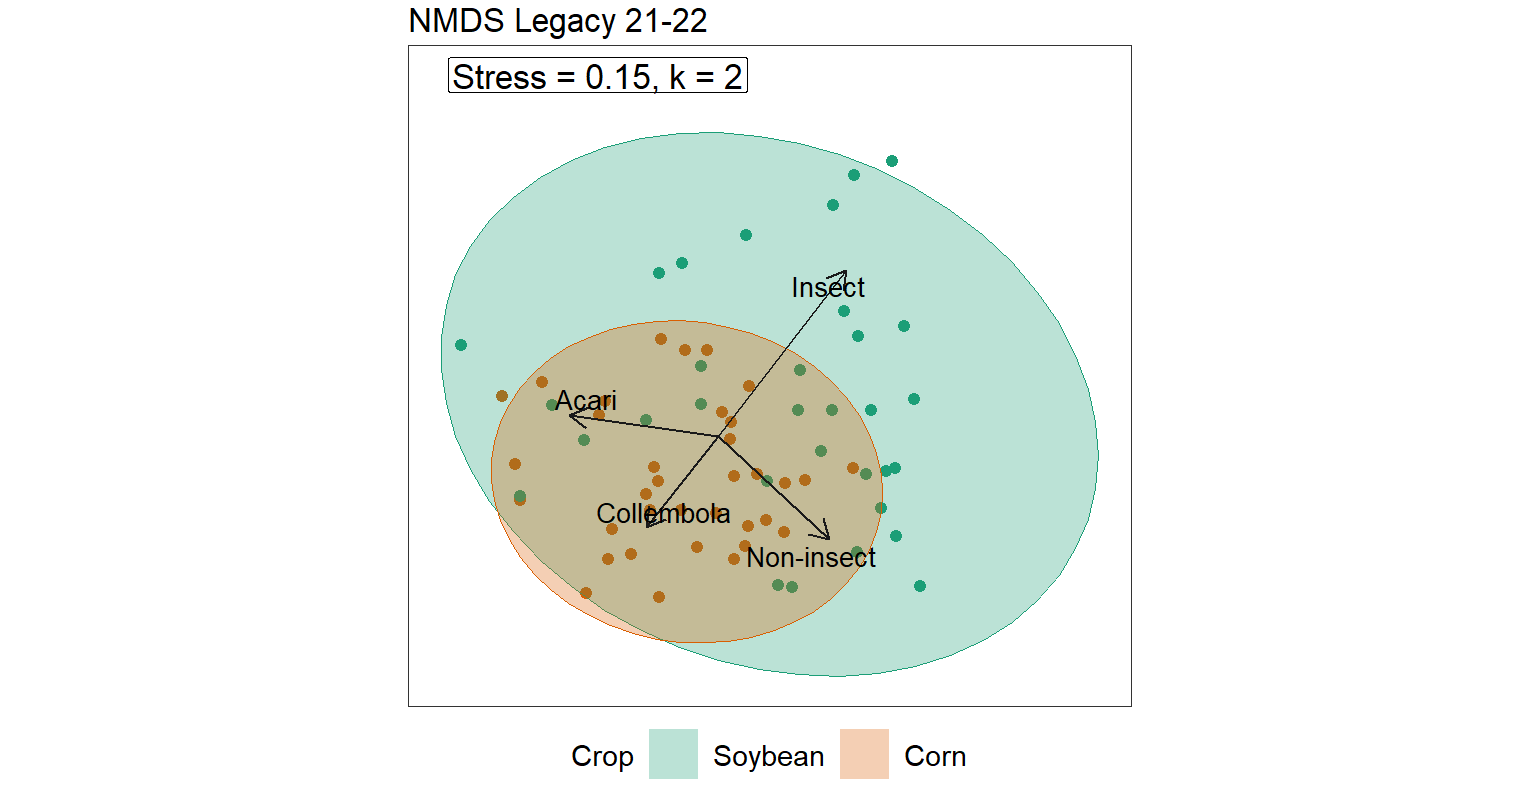 NMDS Legacy 21-22
Stress = 0.15, k = 2
Insect
Acari
Collembola
Non-insect
Crop Soybean Corn